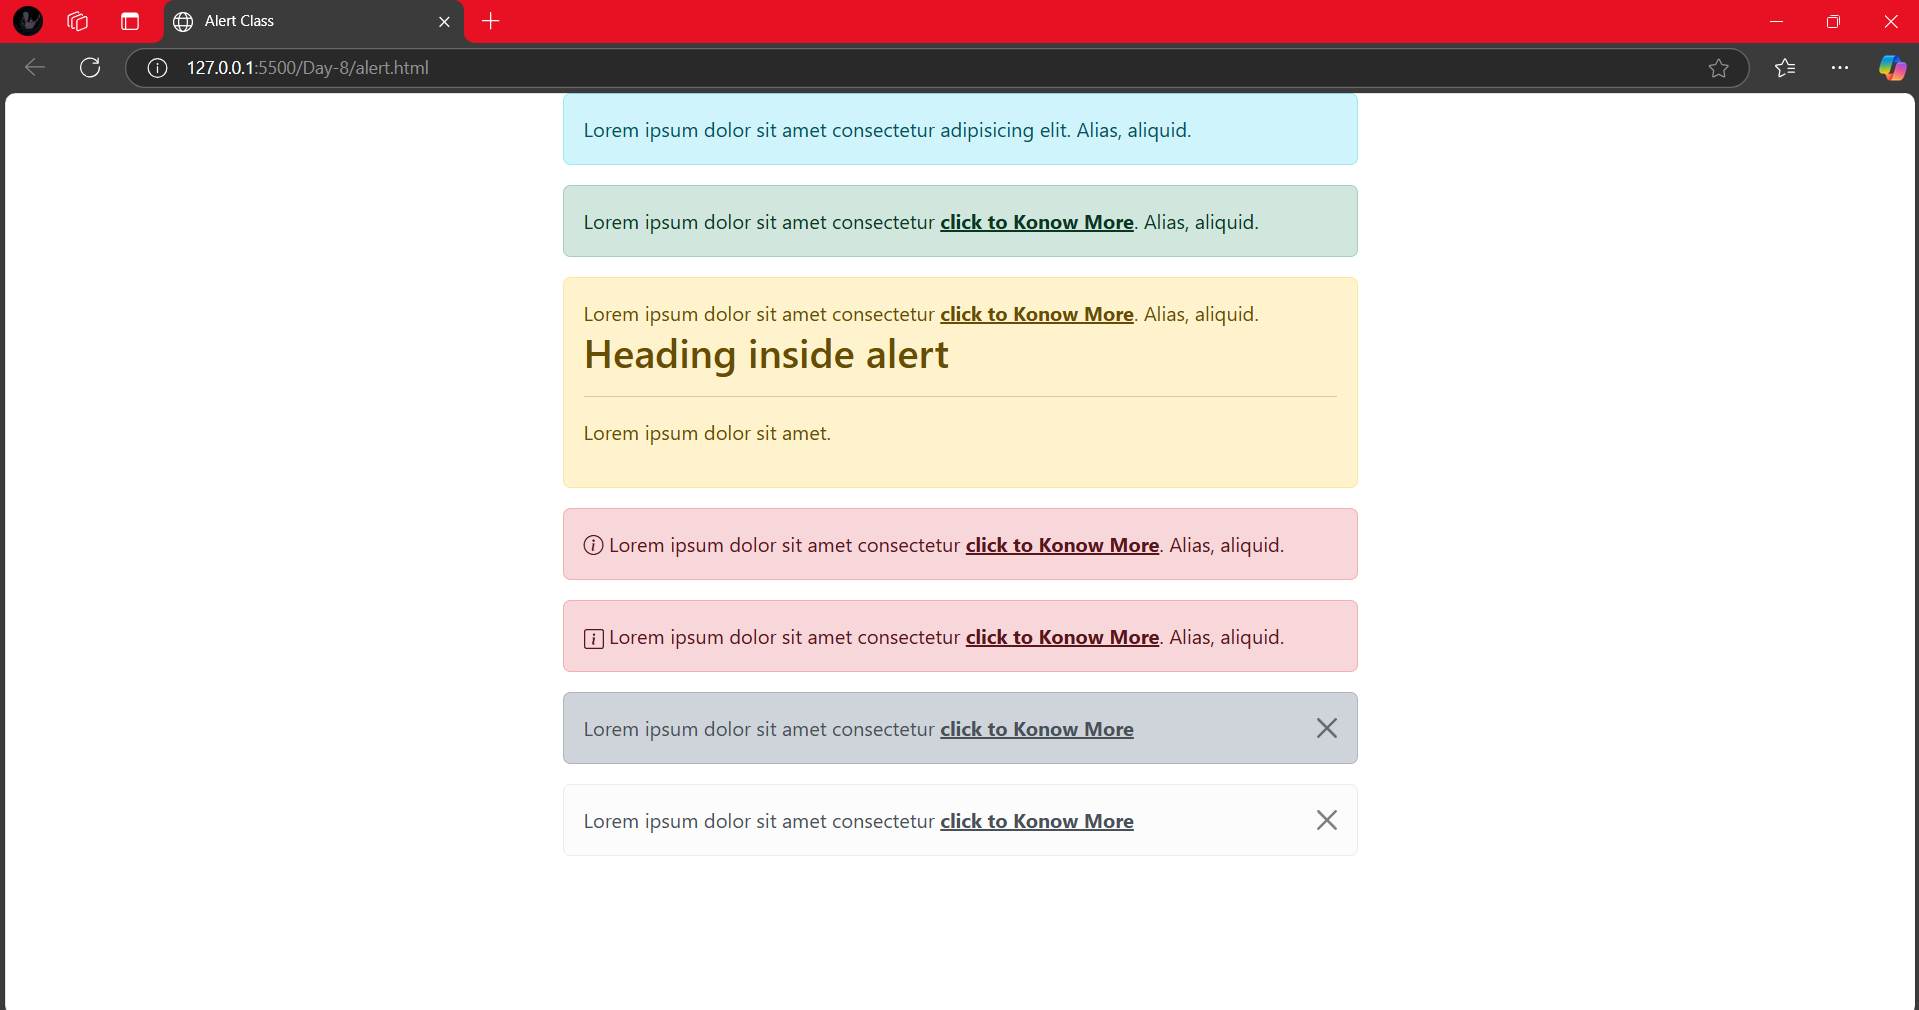 Alert Class
127.0.0.1:5500/Day-8/alert.html
Lorem ipsum dolor sit amet consectetur adipisicing elit. Alias, aliquid.
Lorem ipsum dolor sit amet consectetur click to Konow More. Alias, aliquid.
Lorem ipsum dolor sit amet consectetur click to Konow More. Alias, aliquid.
Heading inside alert
Lorem ipsum dolor sit amet.
Lorem ipsum dolor sit amet consectetur click to Konow More. Alias, aliquid.
Lorem ipsum dolor sit amet consectetur click to Konow More. Alias, aliquid.
Lorem ipsum dolor sit amet consectetur click to Konow More
Lorem ipsum dolor sit amet consectetur click to Konow More